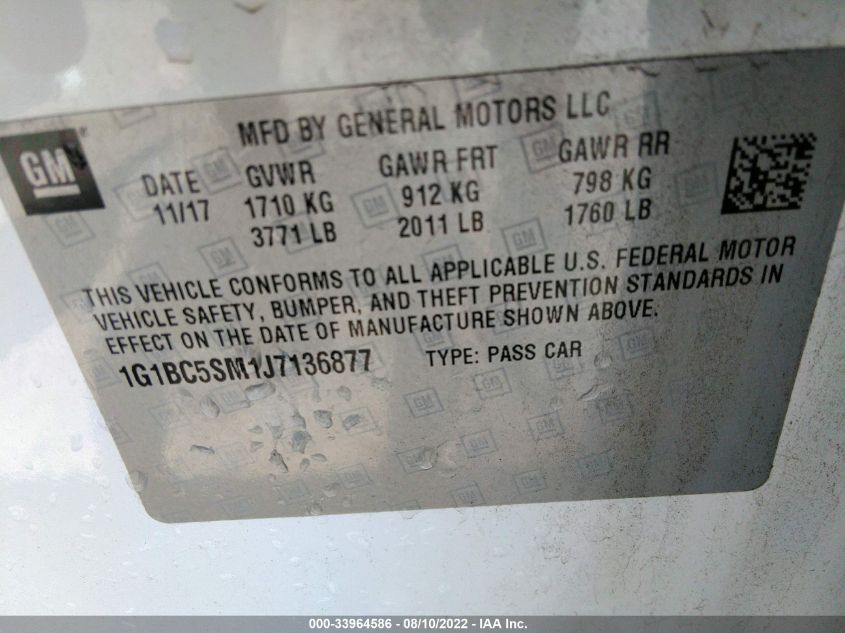 GM
MFD BY GENERAL MOTORS LLC
DATE GVWR GAWR FRT GAWR RR
11/17 1710 KG 912 KG 798 KG
3771 LB 2011 LB 1760 LB
THIS VEHICLE CONFORMS TO ALL APPLICABLE U.S. FEDERAL MOTOR
VEHICLE SAFETY, BUMPER, AND THEFT PREVENTION STANDARDS IN
EFFECT ON THE DATE OF MANUFACTURE SHOWN ABOVE.
1G1BC5SM1J7136877 TYPE: PASS CAR
000-33964586 - 08/10/2022 - IAA Inc.